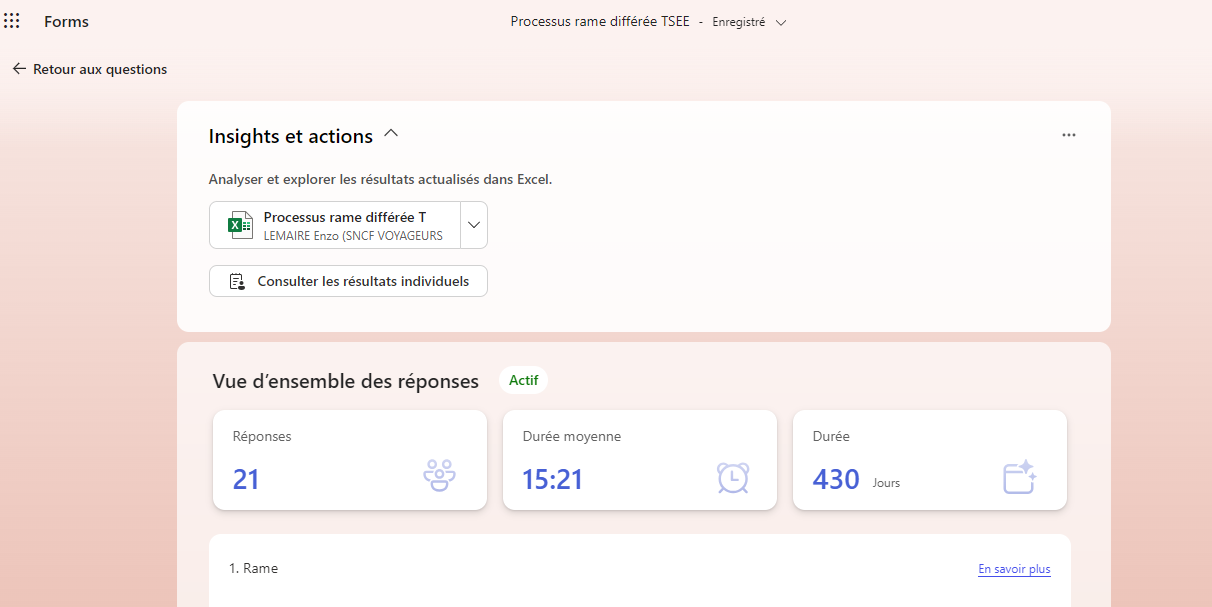 Forms
Processus rame différée TSEE - Enregistré
Retour aux questions
Insights et actions
Analyser et explorer les résultats actualisés dans Excel.
Processus rame différée T
LEMAIRE Enzo (SNCF VOYAGEURS
Consulter les résultats individuels
Vue d’ensemble des réponses Actif
Réponses
21
Durée moyenne
15:21
Durée
430 Jours
1. Rame
En savoir plus